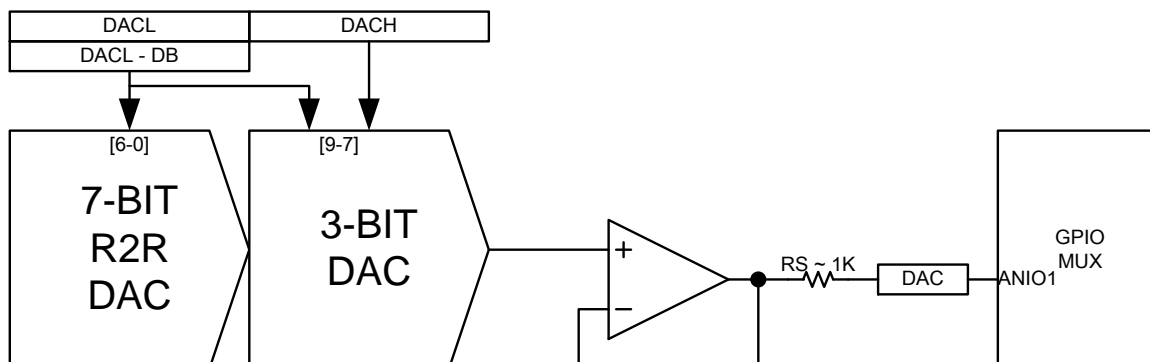 DACL DACH
DACL - DB
[6-0] [9-7]
7-BIT
R2R
DAC
3-BIT
DAC
+
−
RS ~ 1K
DAC
ANIO1
GPIO
MUX